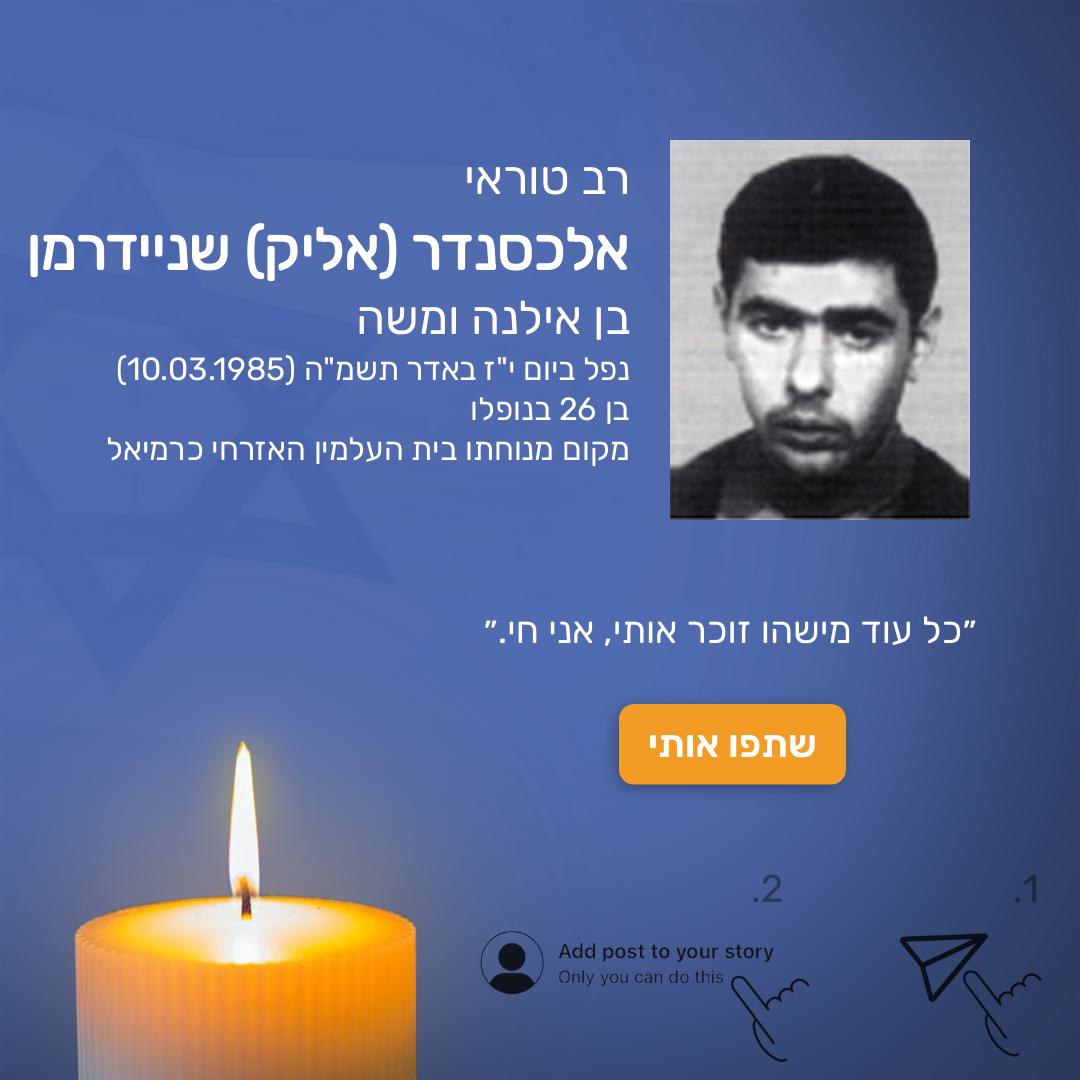 רב טוראי
אלכסנדר (אליק) שניידרמן
בן אילנה ומשה
נפל ביום י"ז באדר תשמ"ה (10.03.1985)
בן 26 בנופלו
מקום מנוחתו בית העלמין האזרחי כרמיאל
״כל עוד מישהו זוכר אותי, אני חי.״
שתפו אותי
1.
2.
Add post to your story
Only you can do this